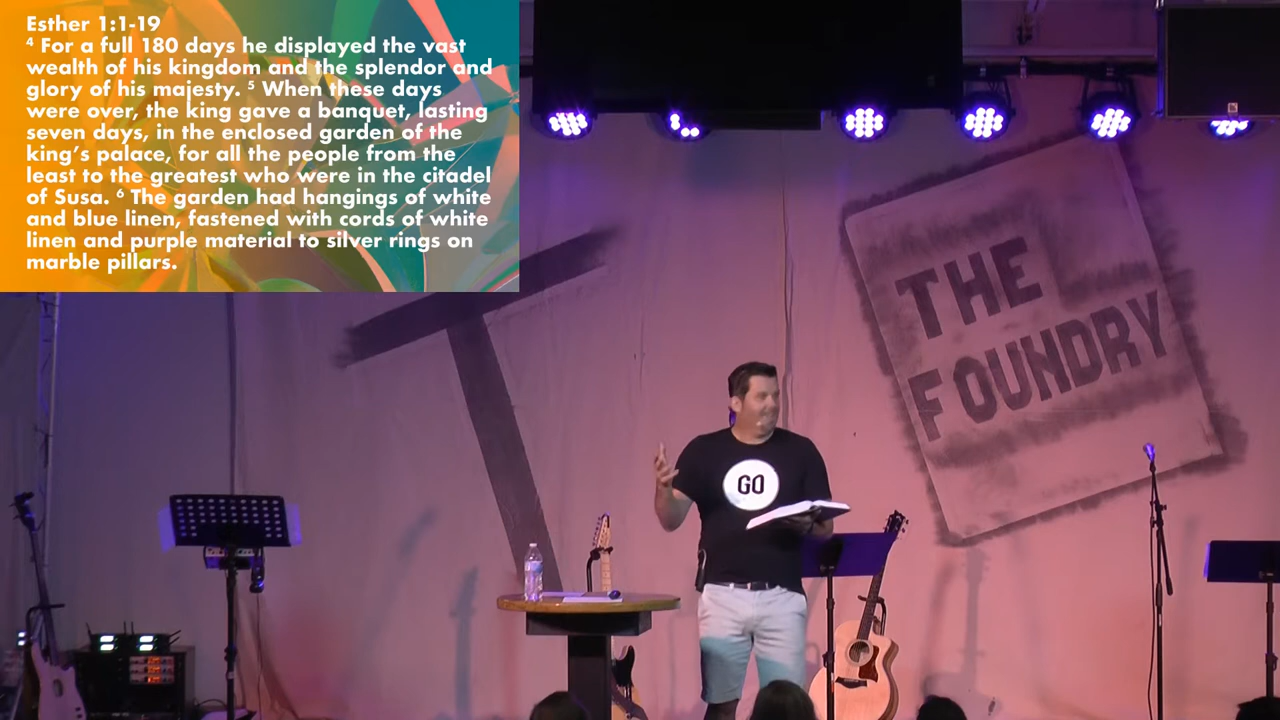 Esther 1:1-19
⁴ For a full 180 days he displayed the vast
wealth of his kingdom and the splendor and
glory of his majesty. ⁵ When these days
were over, the king gave a banquet, lasting
seven days, in the enclosed garden of the
king’s palace, for all the people from the
least to the greatest who were in the citadel
of Susa. ⁶ The garden had hangings of white
and blue linen, fastened with cords of white
linen and purple material to silver rings on
marble pillars.
THE
FOUNDRY
GO